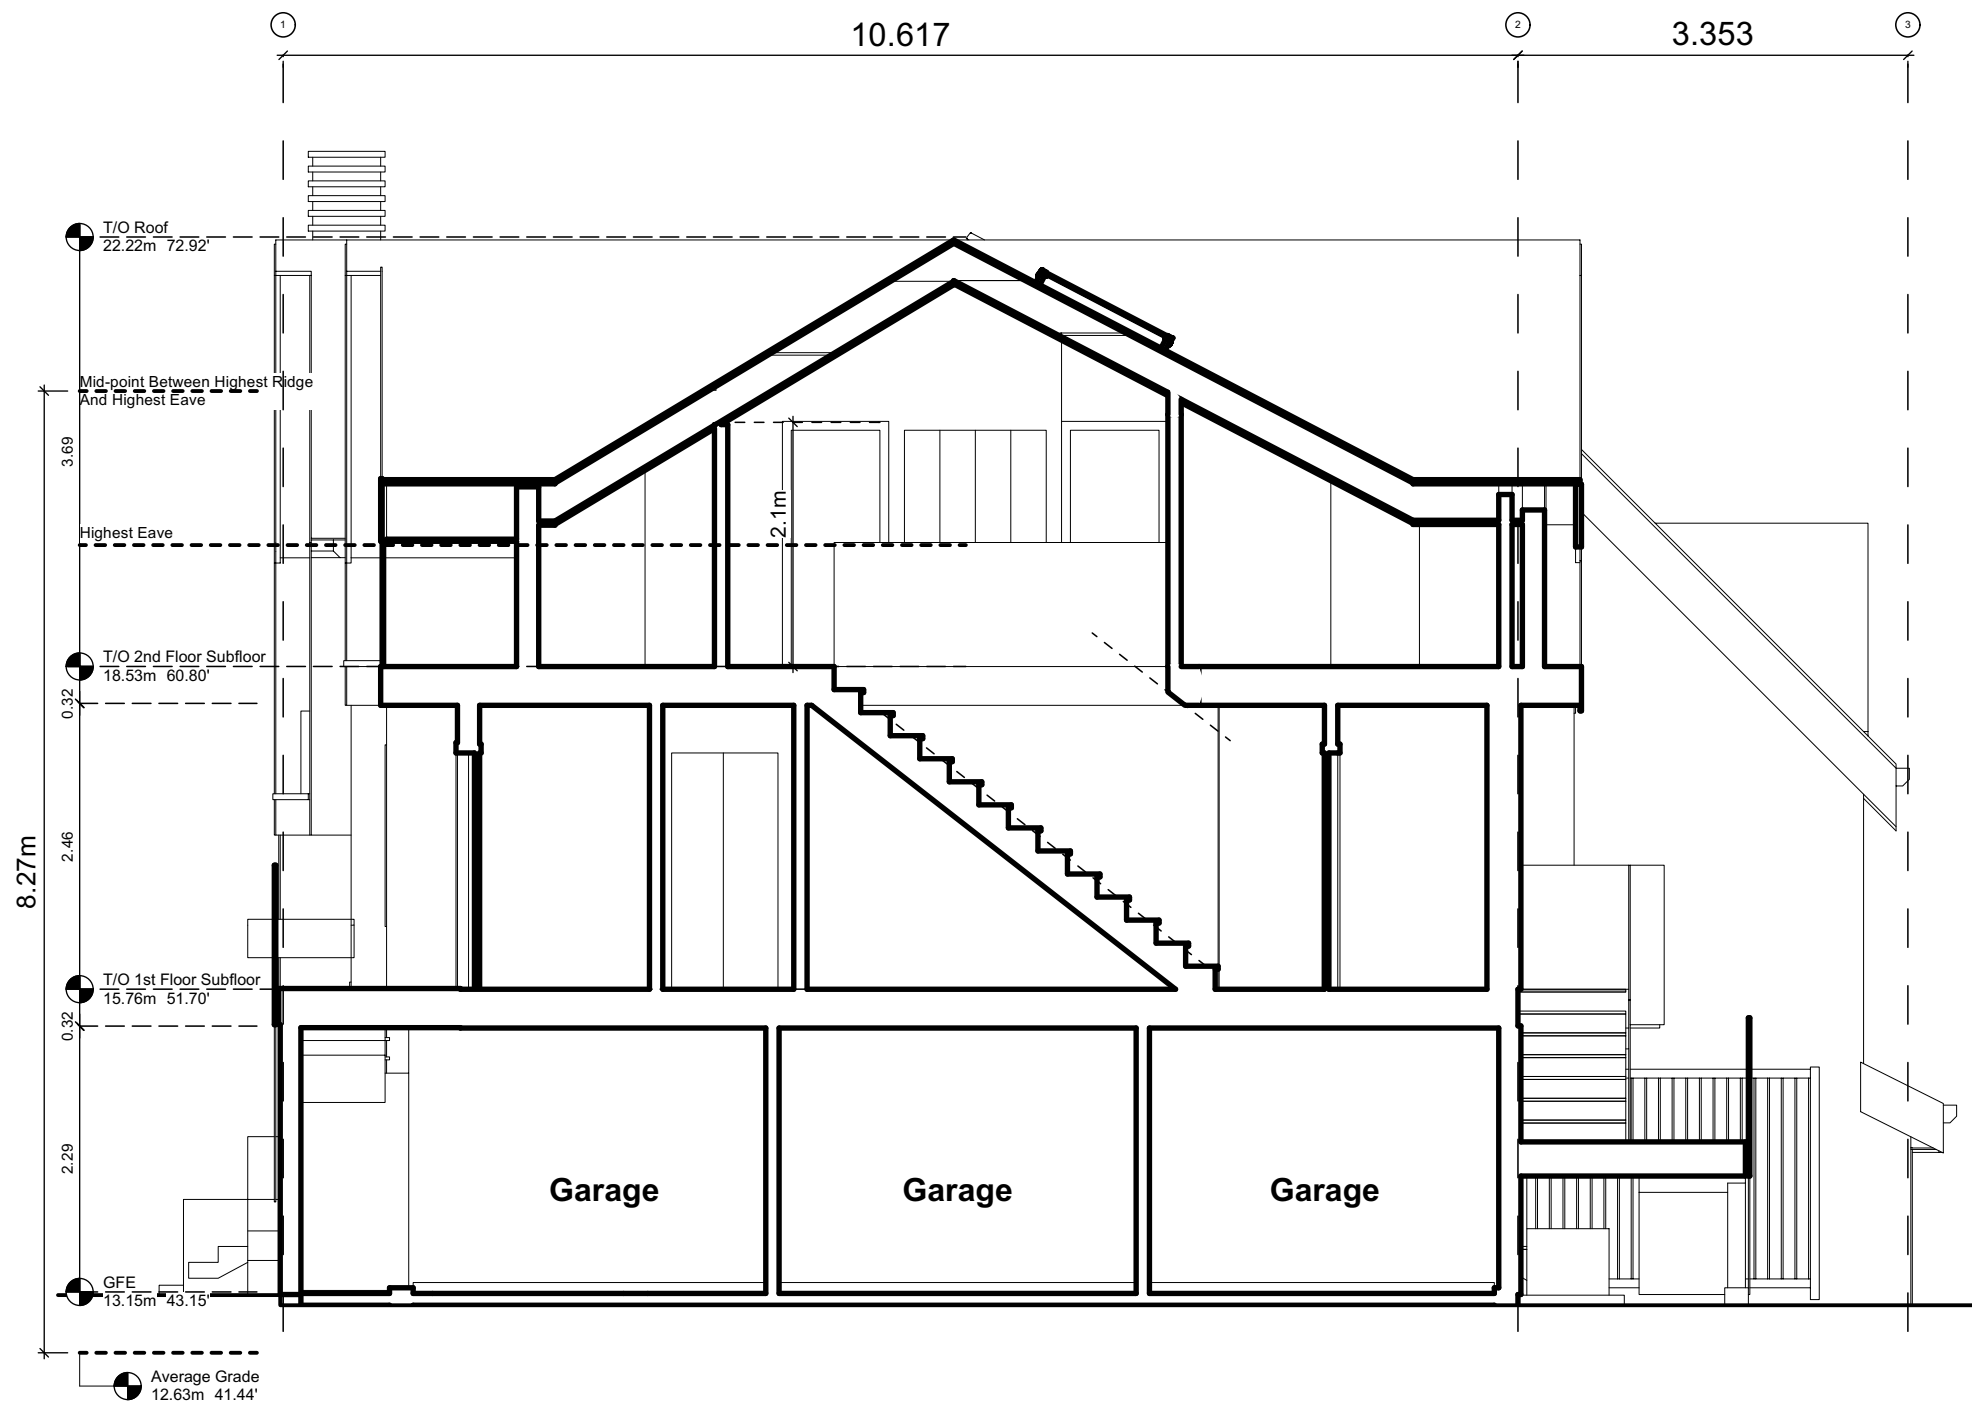 1
2
3
10.617
3.353
T/O Roof
22.22m 72.92'
Mid-point Between Highest Ridge
And Highest Eave
3.69
2.1m
Highest Eave
T/O 2nd Floor Subfloor
18.53m 60.80'
0.32
2.46
8.27m
T/O 1st Floor Subfloor
15.76m 51.70'
0.32
2.29
Garage
Garage
Garage
GFE
13.15m 43.15'
Average Grade
12.63m 41.44'